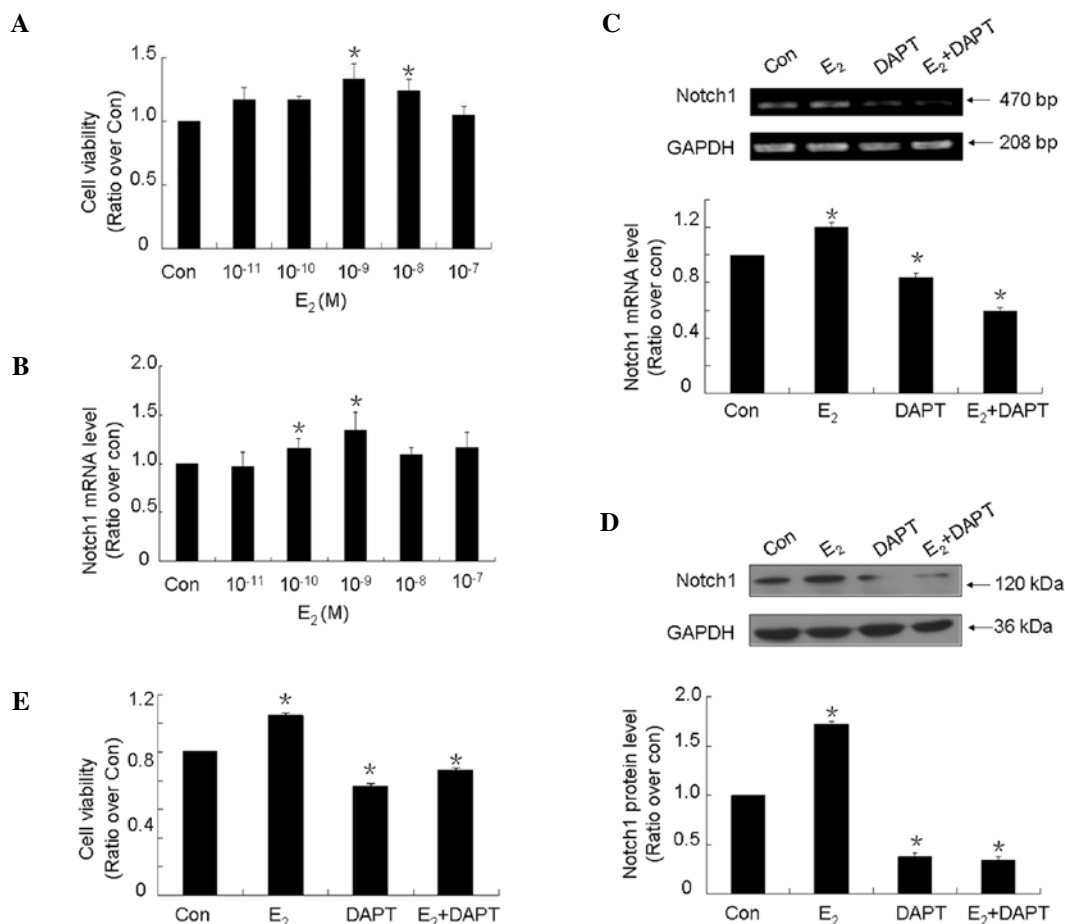 A
Cell viability
(Ratio over Con)
1.5
1.0
0.5
0
* *
Con 10⁻¹¹ 10⁻¹⁰ 10⁻⁹ 10⁻⁸ 10⁻⁷
E₂ (M)
B
Notch1 mRNA level
(Ratio over con)
2.0
1.5
1.0
0.5
0
* *
Con 10⁻¹¹ 10⁻¹⁰ 10⁻⁹ 10⁻⁸ 10⁻⁷
E₂ (M)
E
Cell viability
(Ratio over Con)
1.2
0.8
0.4
0
* * *
Con E₂ DAPT E₂+DAPT
C
Con E₂ DAPT E₂+DAPT
Notch1 ← 470 bp
GAPDH ← 208 bp
Notch1 mRNA level
(Ratio over con)
1.2
0.8
0.4
0
* * *
Con E₂ DAPT E₂+DAPT
D
Con E₂ DAPT E₂+DAPT
Notch1 ← 120 kDa
GAPDH ← 36 kDa
Notch1 protein level
(Ratio over con)
2.0
1.5
1.0
0.5
0
* * *
Con E₂ DAPT E₂+DAPT